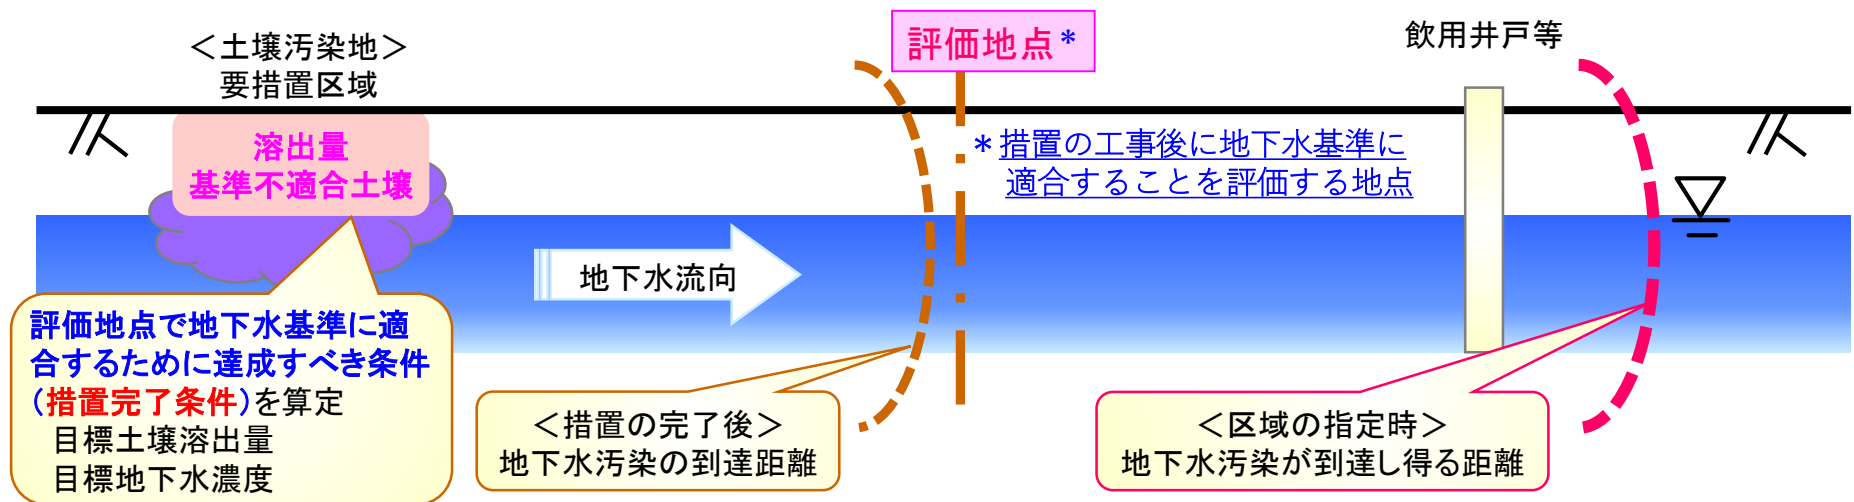 ＜土壌汚染地＞
要措置区域
評価地点*
飲用井戸等
溶出量
基準不適合土壌
*措置の工事後に地下水基準に
適合することを評価する地点
地下水流向
評価地点で地下水基準に適
合するために達成すべき条件
（措置完了条件）を算定
目標土壌溶出量
目標地下水濃度
＜措置の完了後＞
地下水汚染の到達距離
＜区域の指定時＞
地下水汚染が到達し得る距離